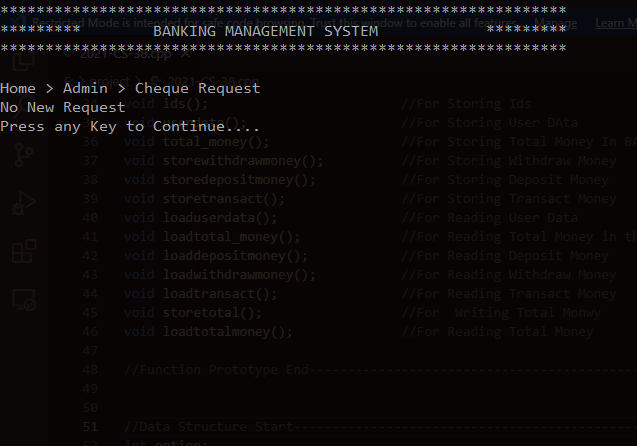 ******************************************************************
Restricted Mode is intended for safe code browsing. Trust this window to enable all features. Manage Learn M
********* BANKING MANAGEMENT SYSTEM *********
******************************************************************
2021-CS-38.cpp
project > 2021-CS-38.cpp
Home > Admin > Cheque Request
void ids(); //For Storing Ids
No New Request
//For Storing User DAta
Press any Key to Continue....
36 void total_money(); //For Storing Total Money In BA
37 void storewithdrawmoney(); //For Storing Withdraw Money
38 void storedepositmoney(); //For Storing Deposit Money
39 void storetransact(); //For Storing Transact Money
40 void loaduserdata(); //For Reading User Data
41 void loadtotal_money(); //For Reading Total Money in th
42 void loaddepositmoney(); //For Reading Deposit Money
43 void loadwithdrawmoney(); //For Reading Withdraw Money
44 void loadtransact(); //For Reading Transact Money
45 void storetotal(); //For  Writing Total Monwy
46 void loadtotalmoney(); //For Reading Total Money
47
48 //Function Prototype End------------------------------------------
49
50
51 //Data Structure Start--------------------------------------------
52 int option;